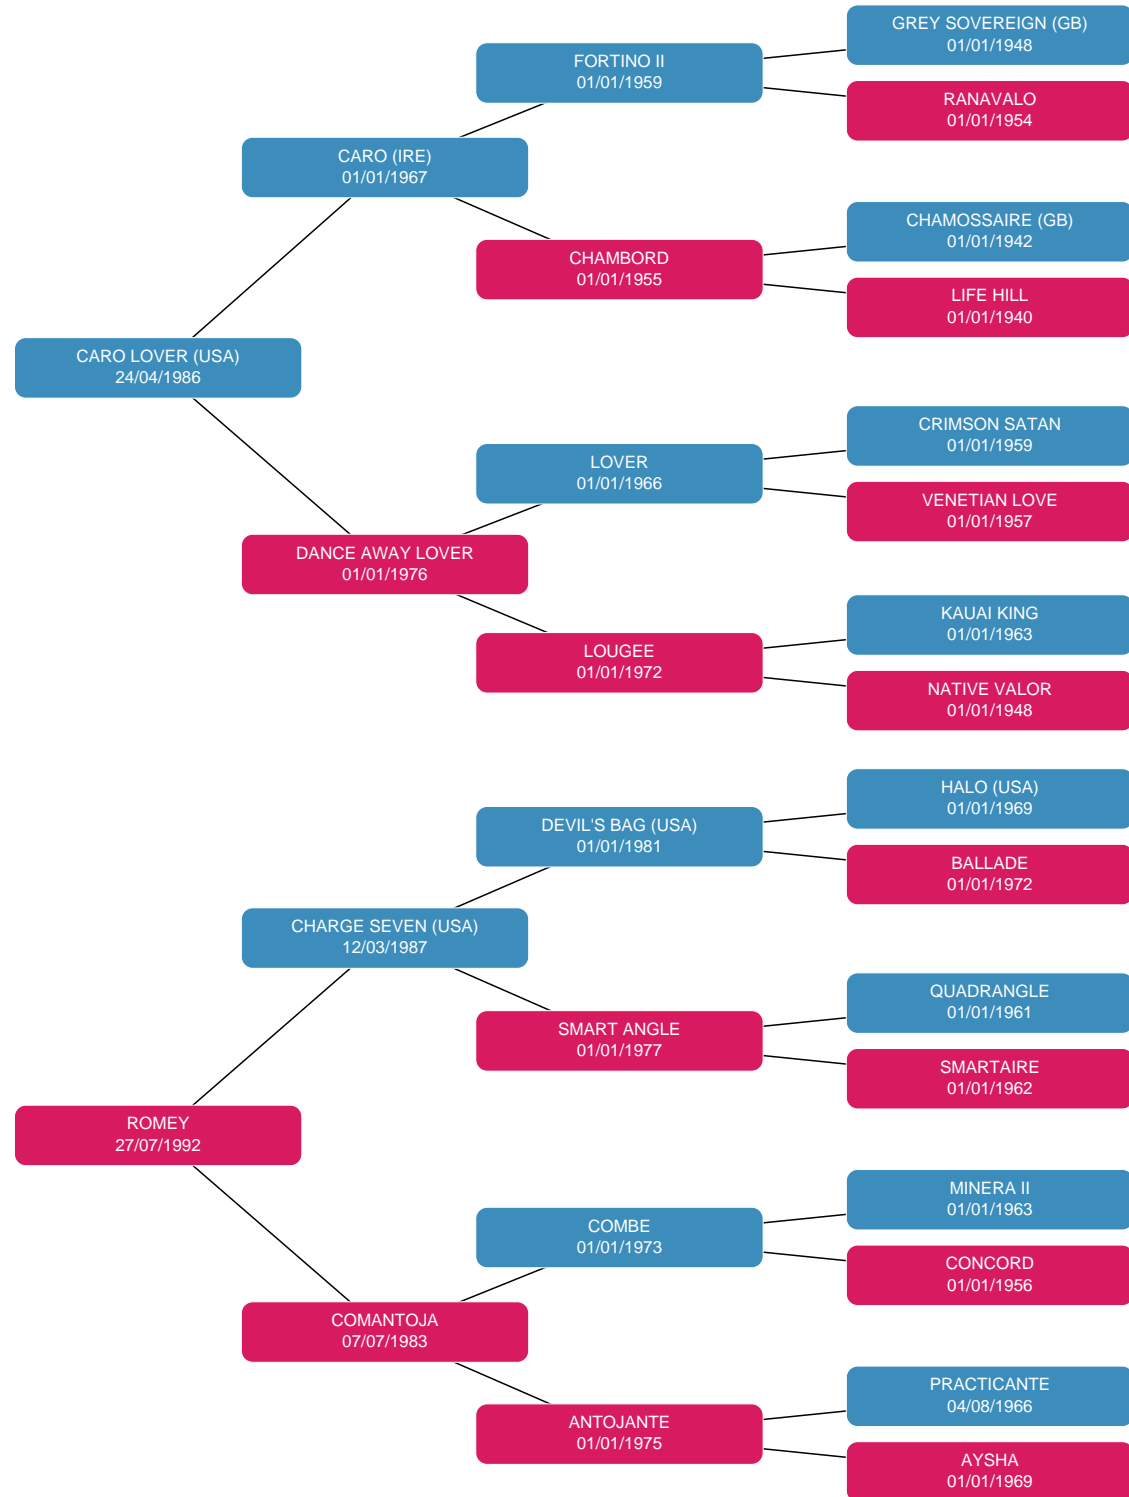 GREY SOVEREIGN (GB)
01/01/1948
FORTINO II
01/01/1959
RANAVALO
01/01/1954
CARO (IRE)
01/01/1967
CHAMOSSAIRE (GB)
01/01/1942
CHAMBORD
01/01/1955
LIFE HILL
01/01/1940
CARO LOVER (USA)
24/04/1986
CRIMSON SATAN
01/01/1959
LOVER
01/01/1966
VENETIAN LOVE
01/01/1957
DANCE AWAY LOVER
01/01/1976
KAUAI KING
01/01/1963
LOUGEE
01/01/1972
NATIVE VALOR
01/01/1948
HALO (USA)
01/01/1969
DEVIL'S BAG (USA)
01/01/1981
BALLADE
01/01/1972
CHARGE SEVEN (USA)
12/03/1987
QUADRANGLE
01/01/1961
SMART ANGLE
01/01/1977
SMARTAIRE
01/01/1962
ROMEY
27/07/1992
MINERA II
01/01/1963
COMBE
01/01/1973
CONCORD
01/01/1956
COMANTOJA
07/07/1983
PRACTICANTE
04/08/1966
ANTOJANTE
01/01/1975
AYSHA
01/01/1969